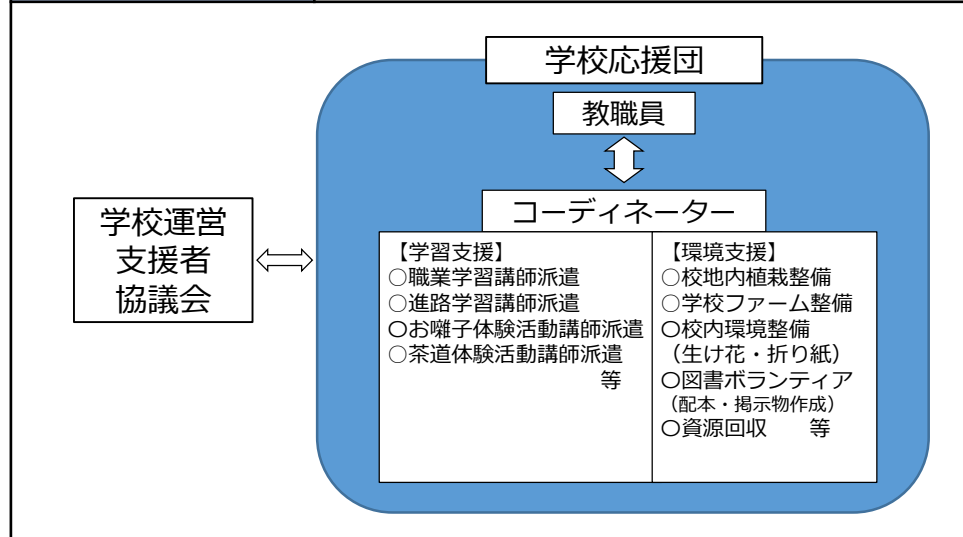 学校応援団
教職員
コーディネーター
学校運営
支援者
協議会
【学習支援】
○職業学習講師派遣
○進路学習講師派遣
〇お囃子体験活動講師派遣
○茶道体験活動講師派遣
等
【環境支援】
○校地内植栽整備
○学校ファーム整備
〇校内環境整備
（生け花・折り紙）
〇図書ボランティア
（配本・掲示物作成）
〇資源回収　　等